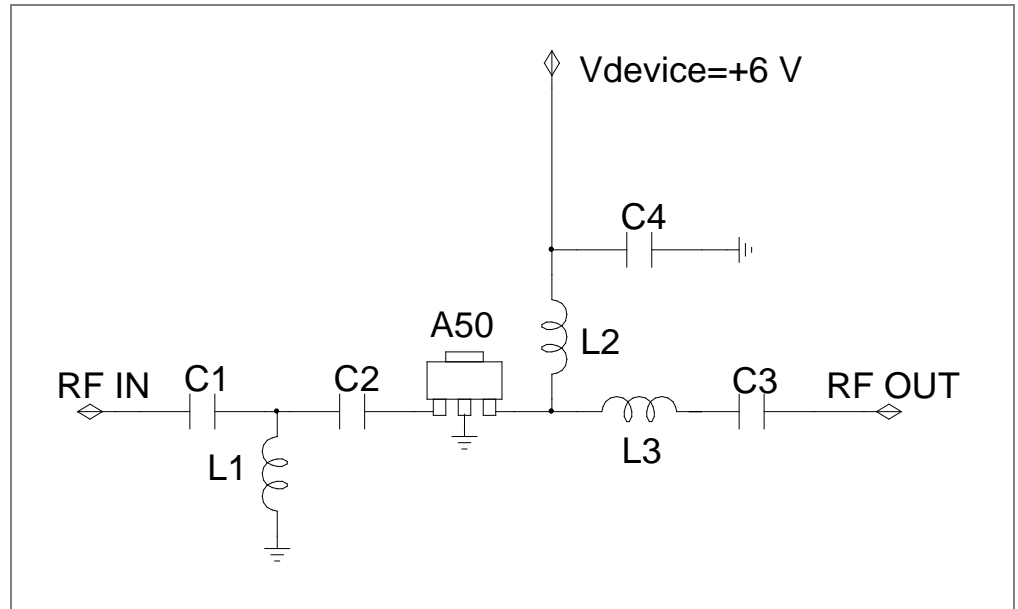 Vdevice=+6 V
C4
A50
L2
RF IN
C1
C2
C3
RF OUT
L1
L3